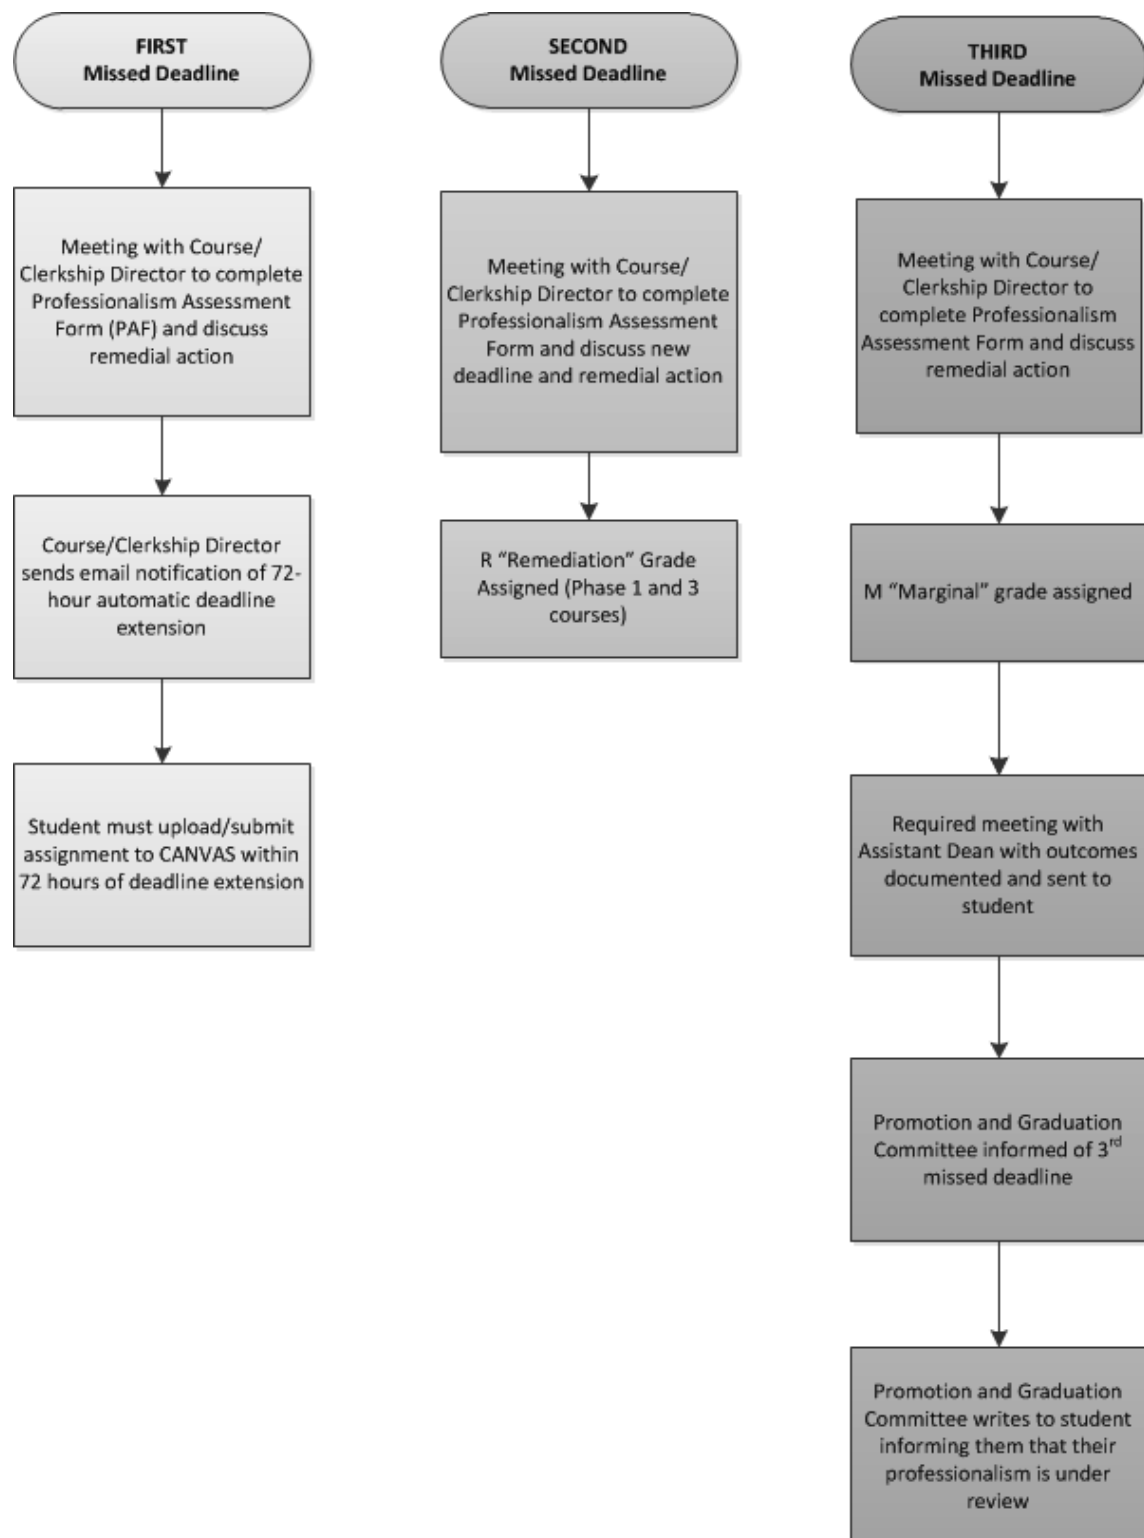 FIRST
Missed Deadline
Meeting with Course/
Clerkship Director to complete
Professionalism Assessment
Form (PAF) and discuss
remedial action
Course/Clerkship Director
sends email notification of 72-
hour automatic deadline
extension
Student must upload/submit
assignment to CANVAS within
72 hours of deadline extension
SECOND
Missed Deadline
Meeting with Course/
Clerkship Director to complete
Professionalism Assessment
Form and discuss new
deadline and remedial action
R “Remediation” Grade
Assigned (Phase 1 and 3
courses)
THIRD
Missed Deadline
Meeting with Course/
Clerkship Director to
complete Professionalism
Assessment Form and discuss
remedial action
M “Marginal” grade assigned
Required meeting with
Assistant Dean with outcomes
documented and sent to
student
Promotion and Graduation
Committee informed of 3rd
missed deadline
Promotion and Graduation
Committee writes to student
informing them that their
professionalism is under
review